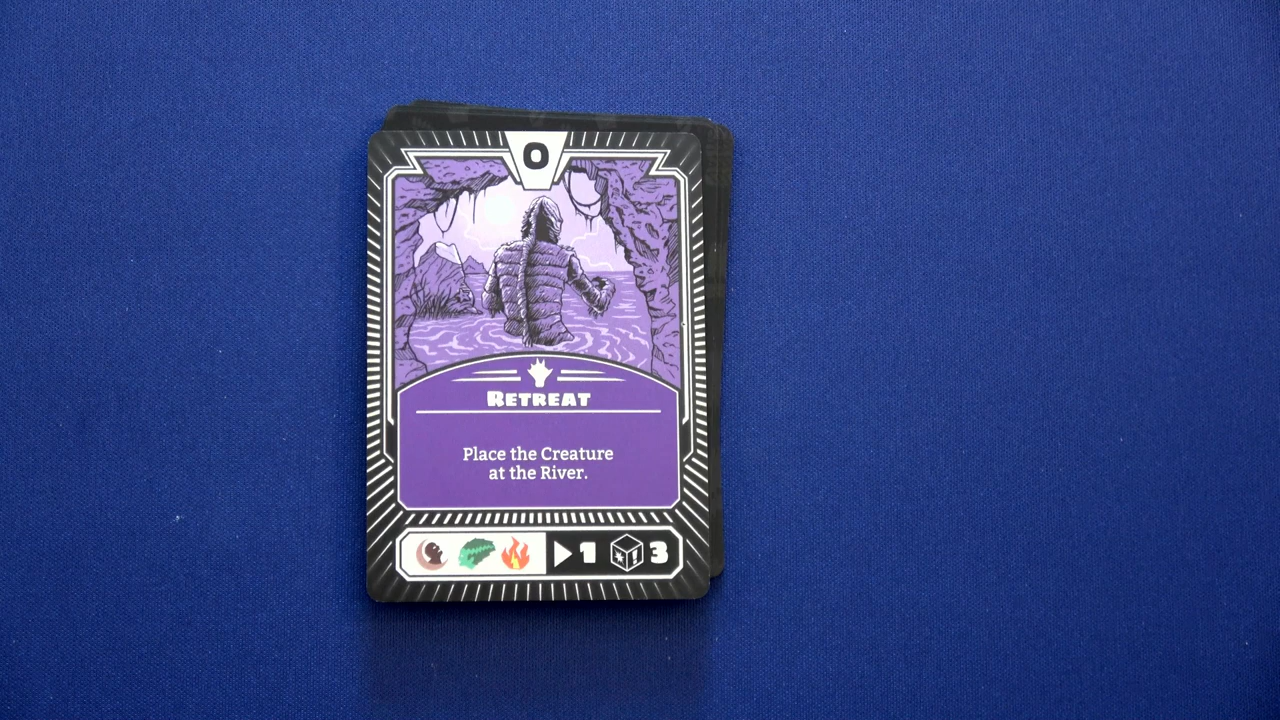 0
RETREAT
Place the Creature
at the River.
1 3